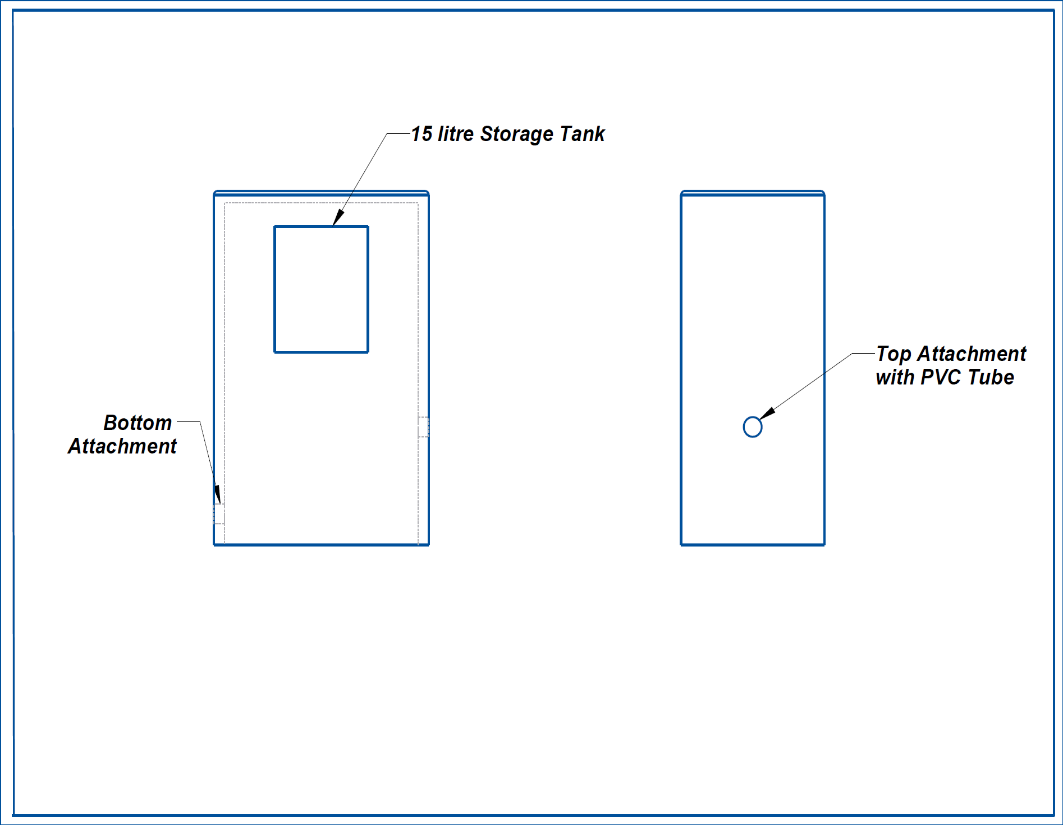 15 litre Storage Tank
Top Attachment
with PVC Tube
Bottom
Attachment